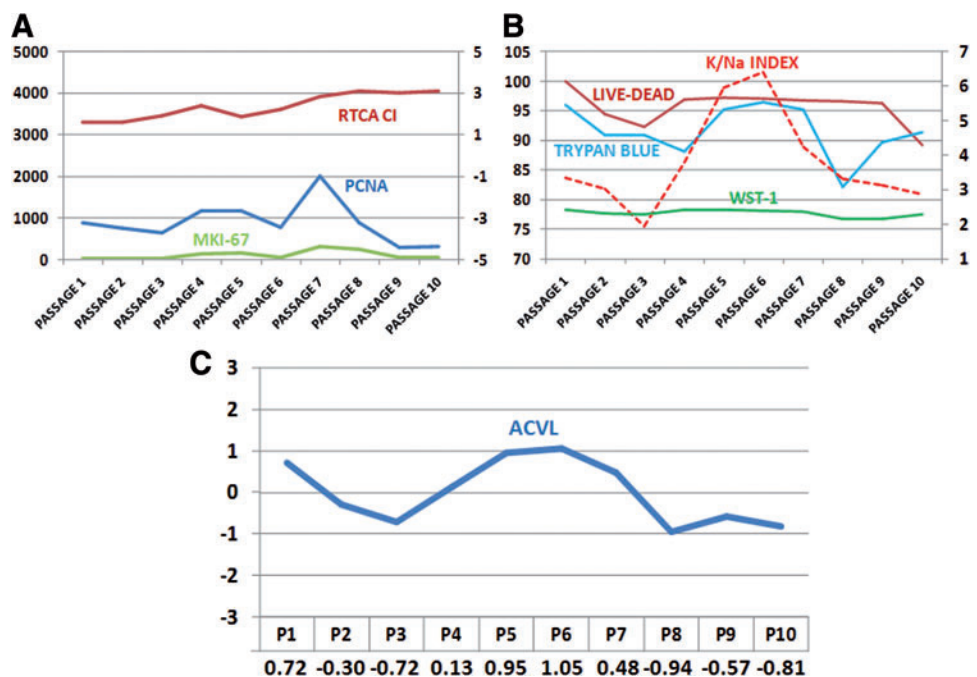 A
5000
4000
3000
2000
1000
0
5
3
1
-1
-3
-5
RTCA CI
PCNA
MKI-67
PASSAGE 1
PASSAGE 2
PASSAGE 3
PASSAGE 4
PASSAGE 5
PASSAGE 6
PASSAGE 7
PASSAGE 8
PASSAGE 9
PASSAGE 10
B
105
100
95
90
85
80
75
70
7
6
5
4
3
2
1
K/Na INDEX
LIVE-DEAD
TRYPAN BLUE
WST-1
PASSAGE 1
PASSAGE 2
PASSAGE 3
PASSAGE 4
PASSAGE 5
PASSAGE 6
PASSAGE 7
PASSAGE 8
PASSAGE 9
PASSAGE 10
C
3
2
1
0
-1
-2
-3
ACVL
P1 P2 P3 P4 P5 P6 P7 P8 P9 P10
0.72 -0.30 -0.72 0.13 0.95 1.05 0.48 -0.94 -0.57 -0.81